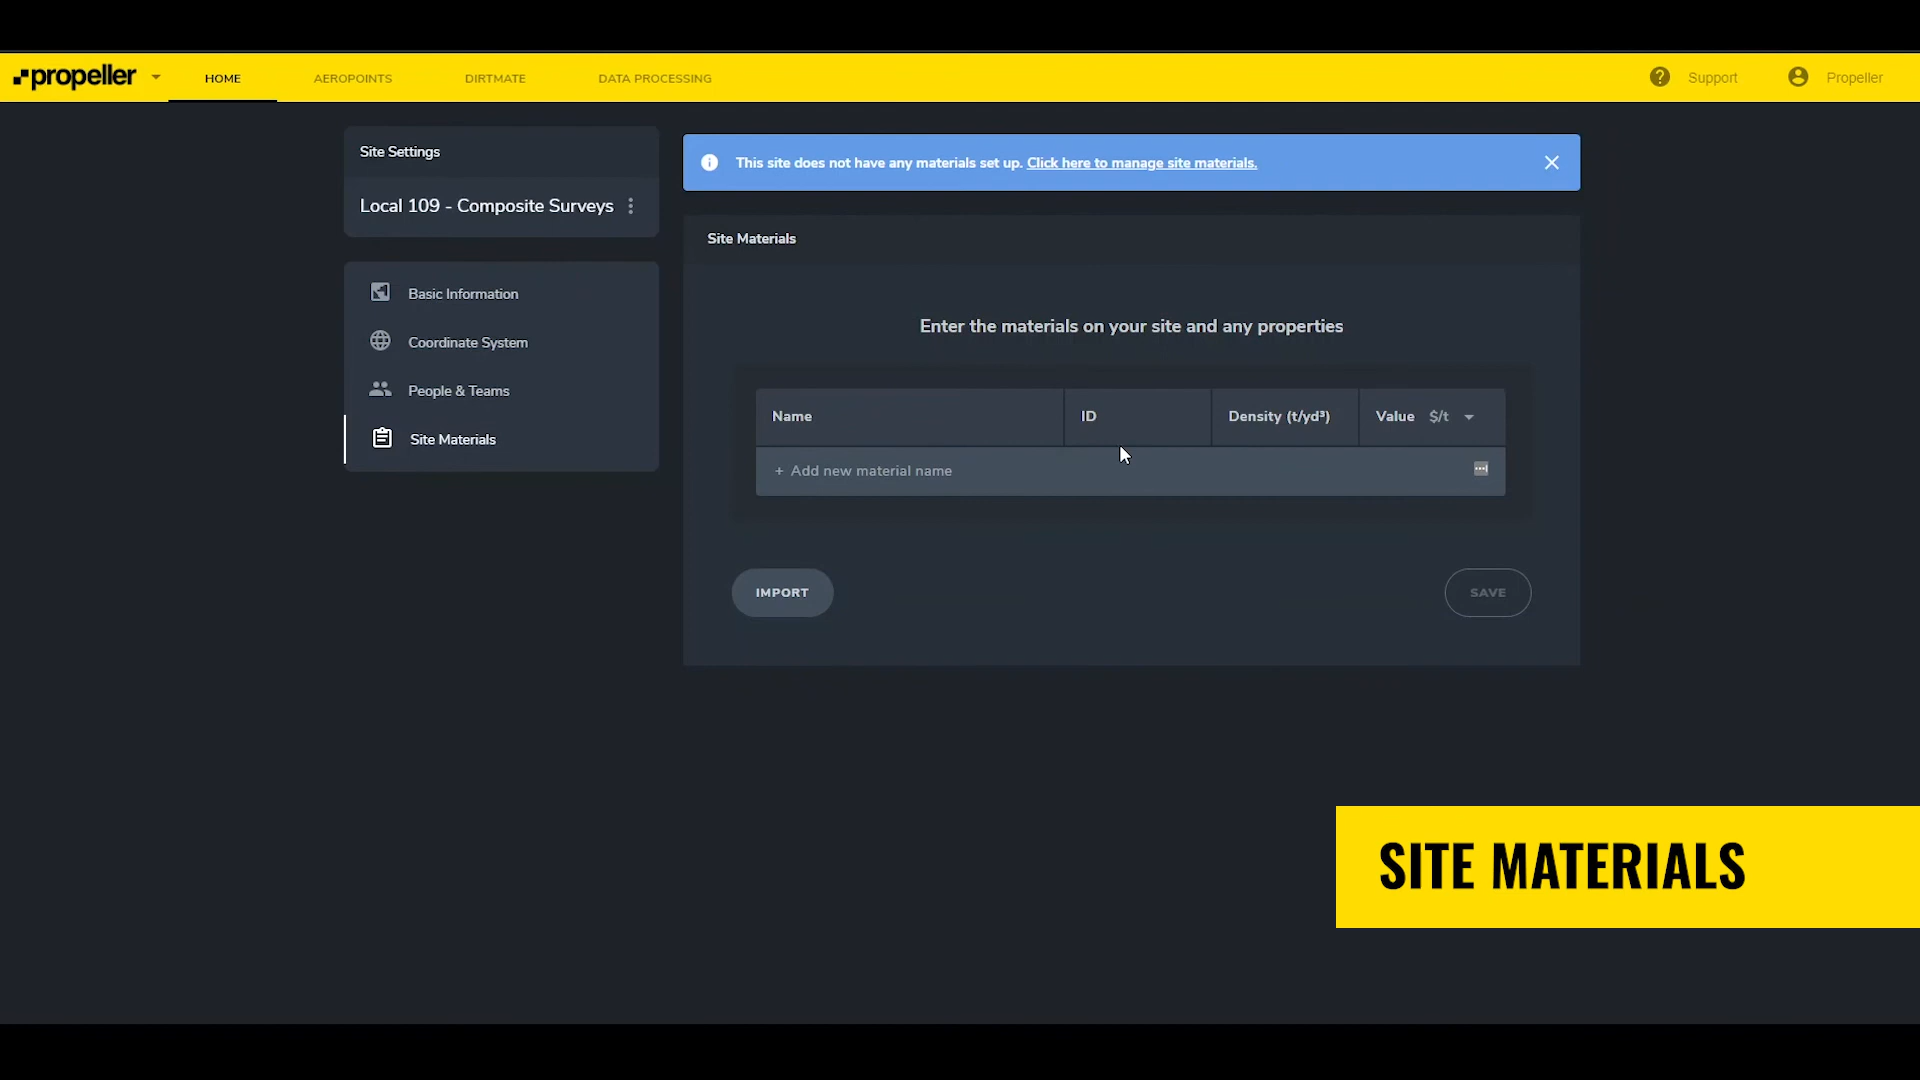 propeller
HOME
AEROPOINTS
DIRTMATE
DATA PROCESSING
Support
Propeller
Site Settings
Local 109 - Composite Surveys
Basic Information
Coordinate System
People & Teams
Site Materials
This site does not have any materials set up. Click here to manage site materials.
Site Materials
Enter the materials on your site and any properties
Name
ID
Density (t/yd³)
Value $/t
+ Add new material name
IMPORT
SAVE
SITE MATERIALS